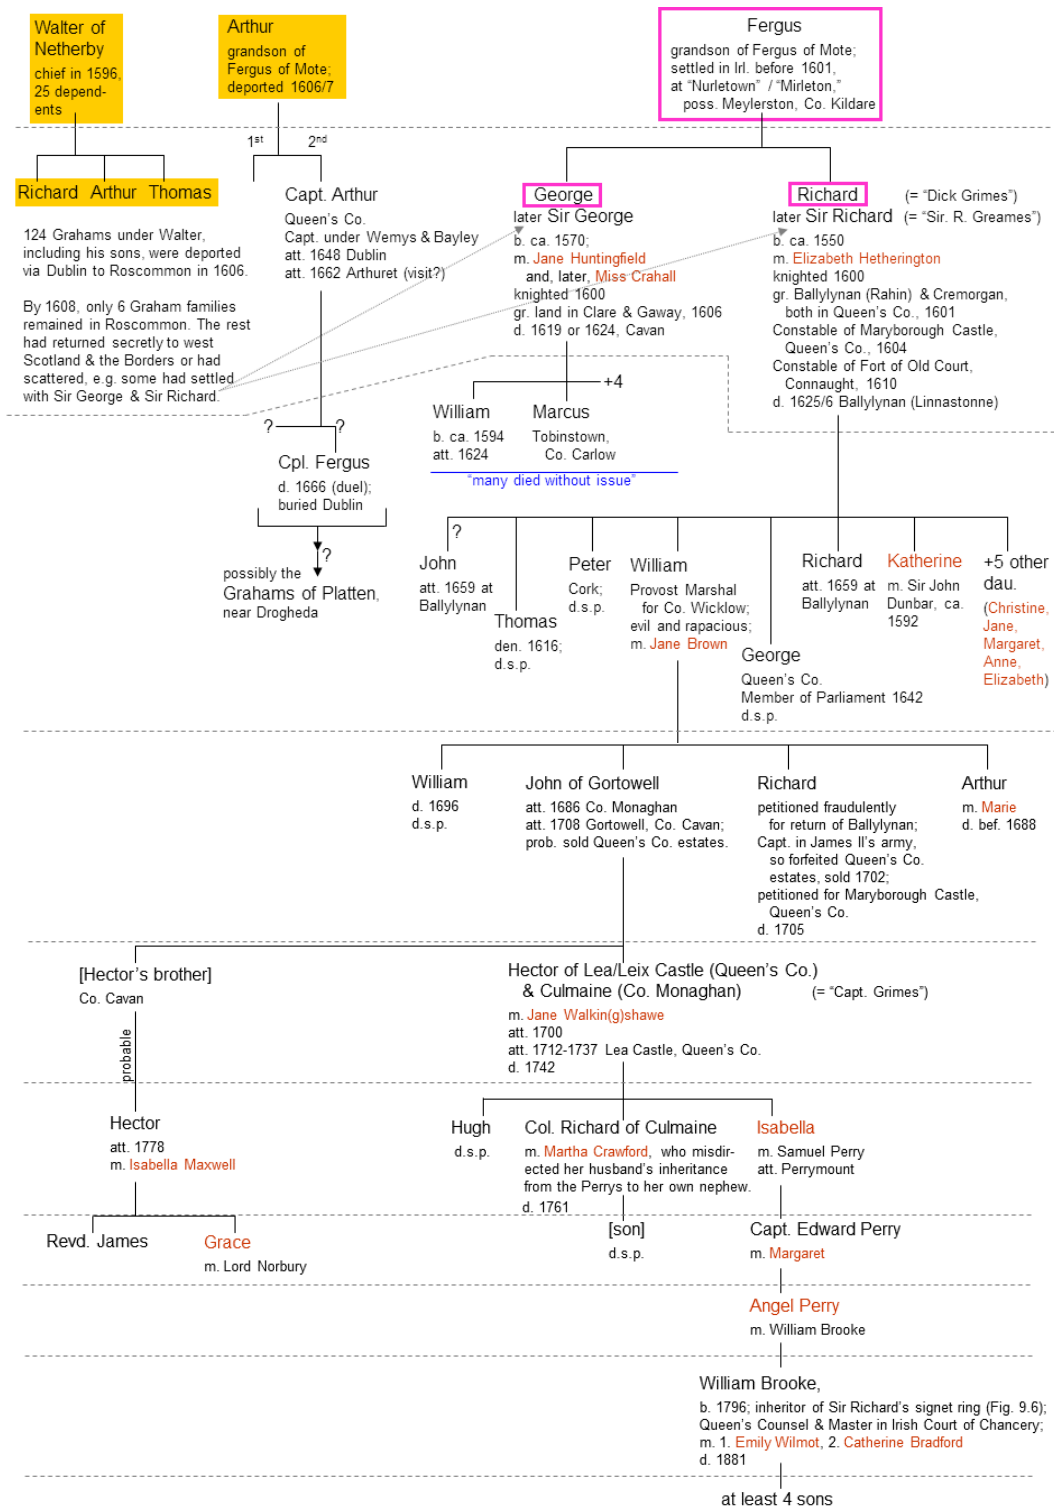 Walter of
Netherby
chief in 1596,
25 depend-
ents
Arthur
grandson of
Fergus of Mote;
deported 1606/7
Fergus
grandson of Fergus of Mote;
settled in Irl. before 1601,
at “Nurletown” / “Mirleton,”
poss. Meylerston, Co. Kildare
1st 2nd
Richard Arthur Thomas
124 Grahams under Walter,
including his sons, were deported
via Dublin to Roscommon in 1606.
By 1608, only 6 Graham families
remained in Roscommon. The rest
had returned secretly to west
Scotland & the Borders or had
scattered, e.g. some had settled
with Sir George & Sir Richard.
Capt. Arthur
Queen's Co.
Capt. under Wemys & Bayley
att. 1648 Dublin
att. 1662 Arthuret (visit?)
George
later Sir George
b. ca. 1570;
m. Jane Huntingfield
and, later, Miss Crahall
knighted 1600
gr. land in Clare & Gaway, 1606
d. 1619 or 1624, Cavan
Richard (= “Dick Grimes”)
later Sir Richard (= “Sir. R. Greames”)
b. ca. 1550
m. Elizabeth Hetherington
knighted 1600
gr. Ballylynan (Rahin) & Cremorgan,
both in Queen's Co., 1601
Constable of Maryborough Castle,
Queen's Co., 1604
Constable of Fort of Old Court,
Connaught, 1610
d. 1625/6 Ballylynan (Linnastonne)
+4
William
b. ca. 1594
att. 1624
Marcus
Tobinstown,
Co. Carlow
“many died without issue”
? ?
Cpl. Fergus
d. 1666 (duel);
buried Dublin
?
possibly the
Grahams of Platten,
near Drogheda
?
John
att. 1659 at
Ballylynan
Thomas
den. 1616;
d.s.p.
Peter
Cork;
d.s.p.
William
Provost Marshal
for Co. Wicklow;
evil and rapacious;
m. Jane Brown
George
Queen's Co.
Member of Parliament 1642
d.s.p.
Richard
att. 1659 at
Ballylynan
Katherine
m. Sir John
Dunbar, ca.
1592
+5 other
dau.
(Christine,
Jane,
Margaret,
Anne,
Elizabeth)
William
d. 1696
d.s.p.
John of Gortowell
att. 1686 Co. Monaghan
att. 1708 Gortowell, Co. Cavan;
prob. sold Queen's Co. estates.
Richard
petitioned fraudulently
for return of Ballylynan;
Capt. in James II's army,
so forfeited Queen's Co.
estates, sold 1702;
petitioned for Maryborough Castle,
Queen's Co.
d. 1705
Arthur
m. Marie
d. bef. 1688
[Hector's brother]
Co. Cavan
probable
Hector of Lea/Leix Castle (Queen's Co.)
& Culmaine (Co. Monaghan) (= “Capt. Grimes”)
m. Jane Walkin(g)shawe
att. 1700
att. 1712-1737 Lea Castle, Queen's Co.
d. 1742
Hector
att. 1778
m. Isabella Maxwell
Hugh
d.s.p.
Col. Richard of Culmaine
m. Martha Crawford, who misdir-
ected her husband's inheritance
from the Perrys to her own nephew.
d. 1761
Isabella
m. Samuel Perry
att. Perrymount
Revd. James
Grace
m. Lord Norbury
[son]
d.s.p.
Capt. Edward Perry
m. Margaret
Angel Perry
m. William Brooke
William Brooke,
b. 1796; inheritor of Sir Richard's signet ring (Fig. 9.6);
Queen's Counsel & Master in Irish Court of Chancery;
m. 1. Emily Wilmot, 2. Catherine Bradford
d. 1881
at least 4 sons